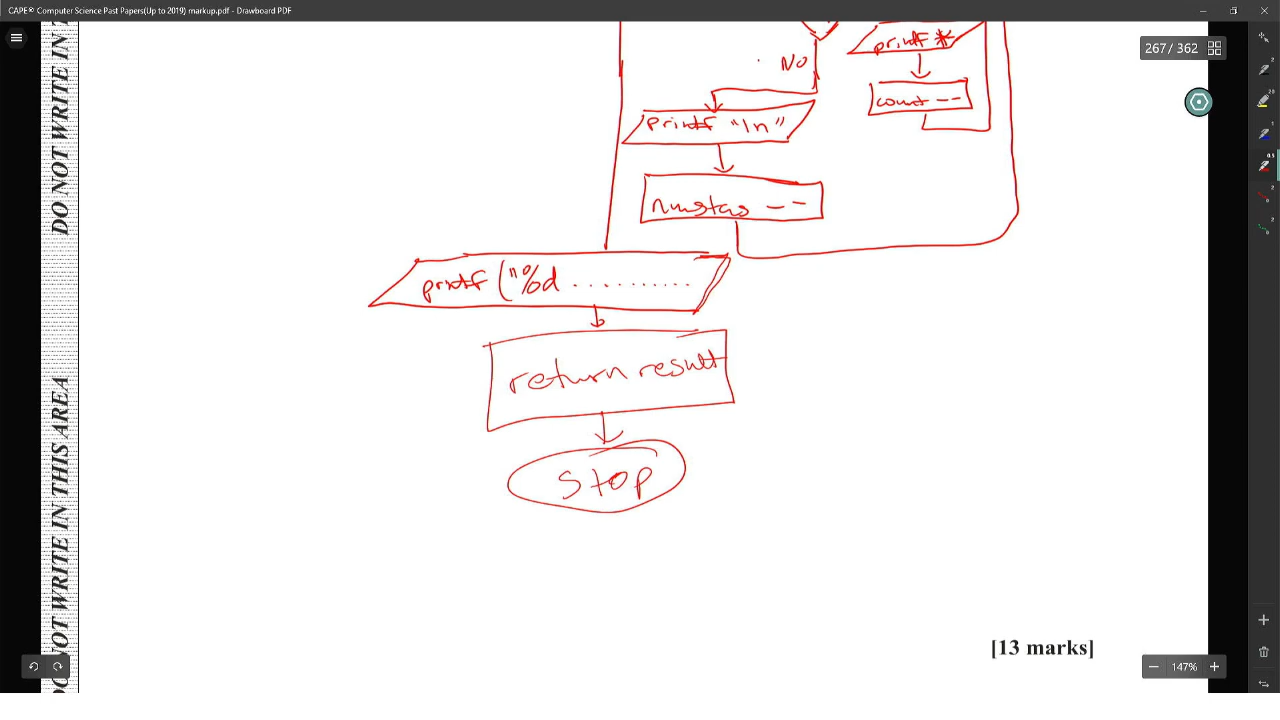 CAPE® Computer Science Past Papers(Up to 2019) markup.pdf - Drawboard PDF
267 / 362
DO NOT WRITE IN
printf *
NO
count --
printf "\n"
numstars --
printf ("%d ..........
return result
stop
DO NOT WRITE IN THIS AREA
[13 marks]
147%